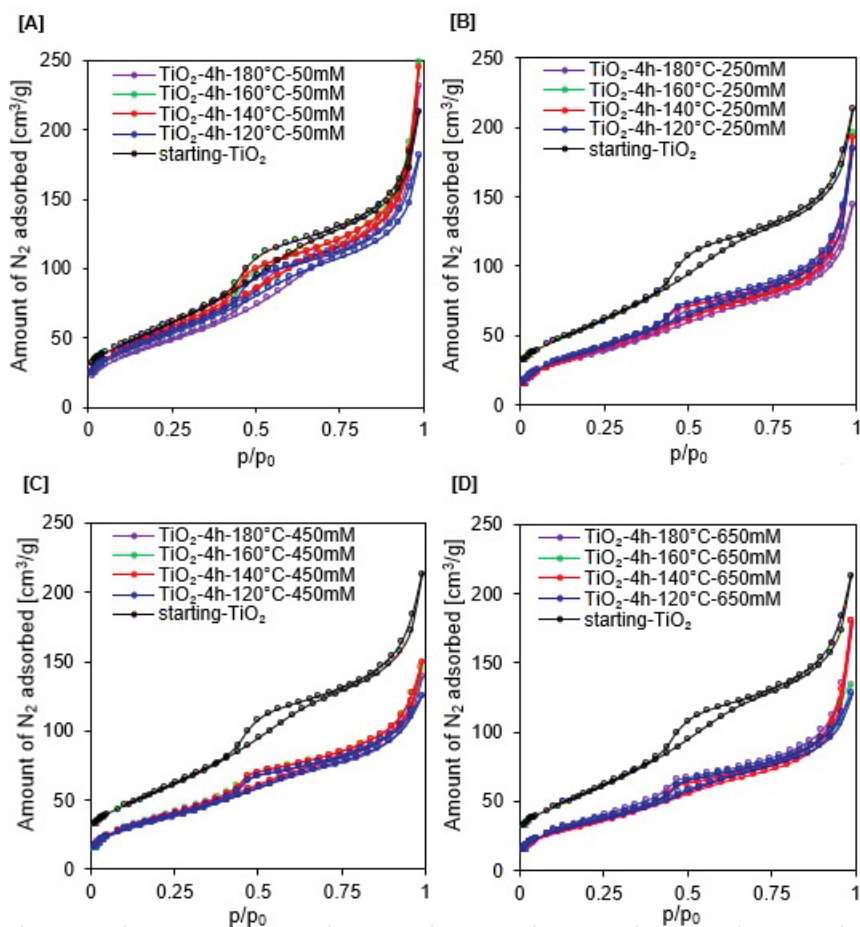 [A]
250
200
150
100
50
0
Amount of N₂ adsorbed [cm³/g]
TiO₂-4h-180°C-50mM
TiO₂-4h-160°C-50mM
TiO₂-4h-140°C-50mM
TiO₂-4h-120°C-50mM
starting-TiO₂
0 0.25 0.5 0.75 1
p/p₀
[B]
250
200
150
100
50
0
Amount of N₂ adsorbed [cm³/g]
TiO₂-4h-180°C-250mM
TiO₂-4h-160°C-250mM
TiO₂-4h-140°C-250mM
TiO₂-4h-120°C-250mM
starting-TiO₂
0 0.25 0.5 0.75 1
p/p₀
[C]
250
200
150
100
50
0
Amount of N₂ adsorbed [cm³/g]
TiO₂-4h-180°C-450mM
TiO₂-4h-160°C-450mM
TiO₂-4h-140°C-450mM
TiO₂-4h-120°C-450mM
starting-TiO₂
0 0.25 0.5 0.75 1
p/p₀
[D]
250
200
150
100
50
0
Amount of N₂ adsorbed [cm³/g]
TiO₂-4h-180°C-650mM
TiO₂-4h-160°C-650mM
TiO₂-4h-140°C-650mM
TiO₂-4h-120°C-650mM
starting-TiO₂
0 0.25 0.5 0.75 1
p/p₀